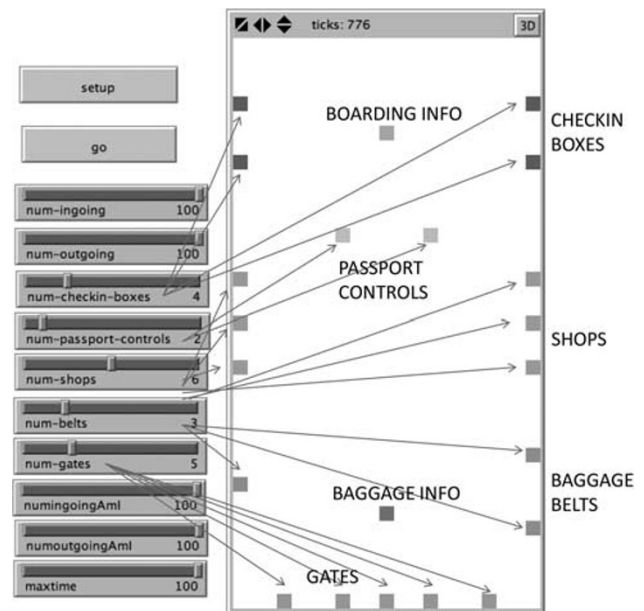 ticks: 776
3D
setup
go
num-ingoing 100
num-outgoing 100
num-checkin-boxes 4
num-passport-controls 2
num-shops 6
num-belts 3
num-gates 5
numingoingAmI 100
numoutgoingAmI 100
maxtime 100
BOARDING INFO
CHECKIN
BOXES
PASSPORT
CONTROLS
SHOPS
BAGGAGE INFO
BAGGAGE
BELTS
GATES